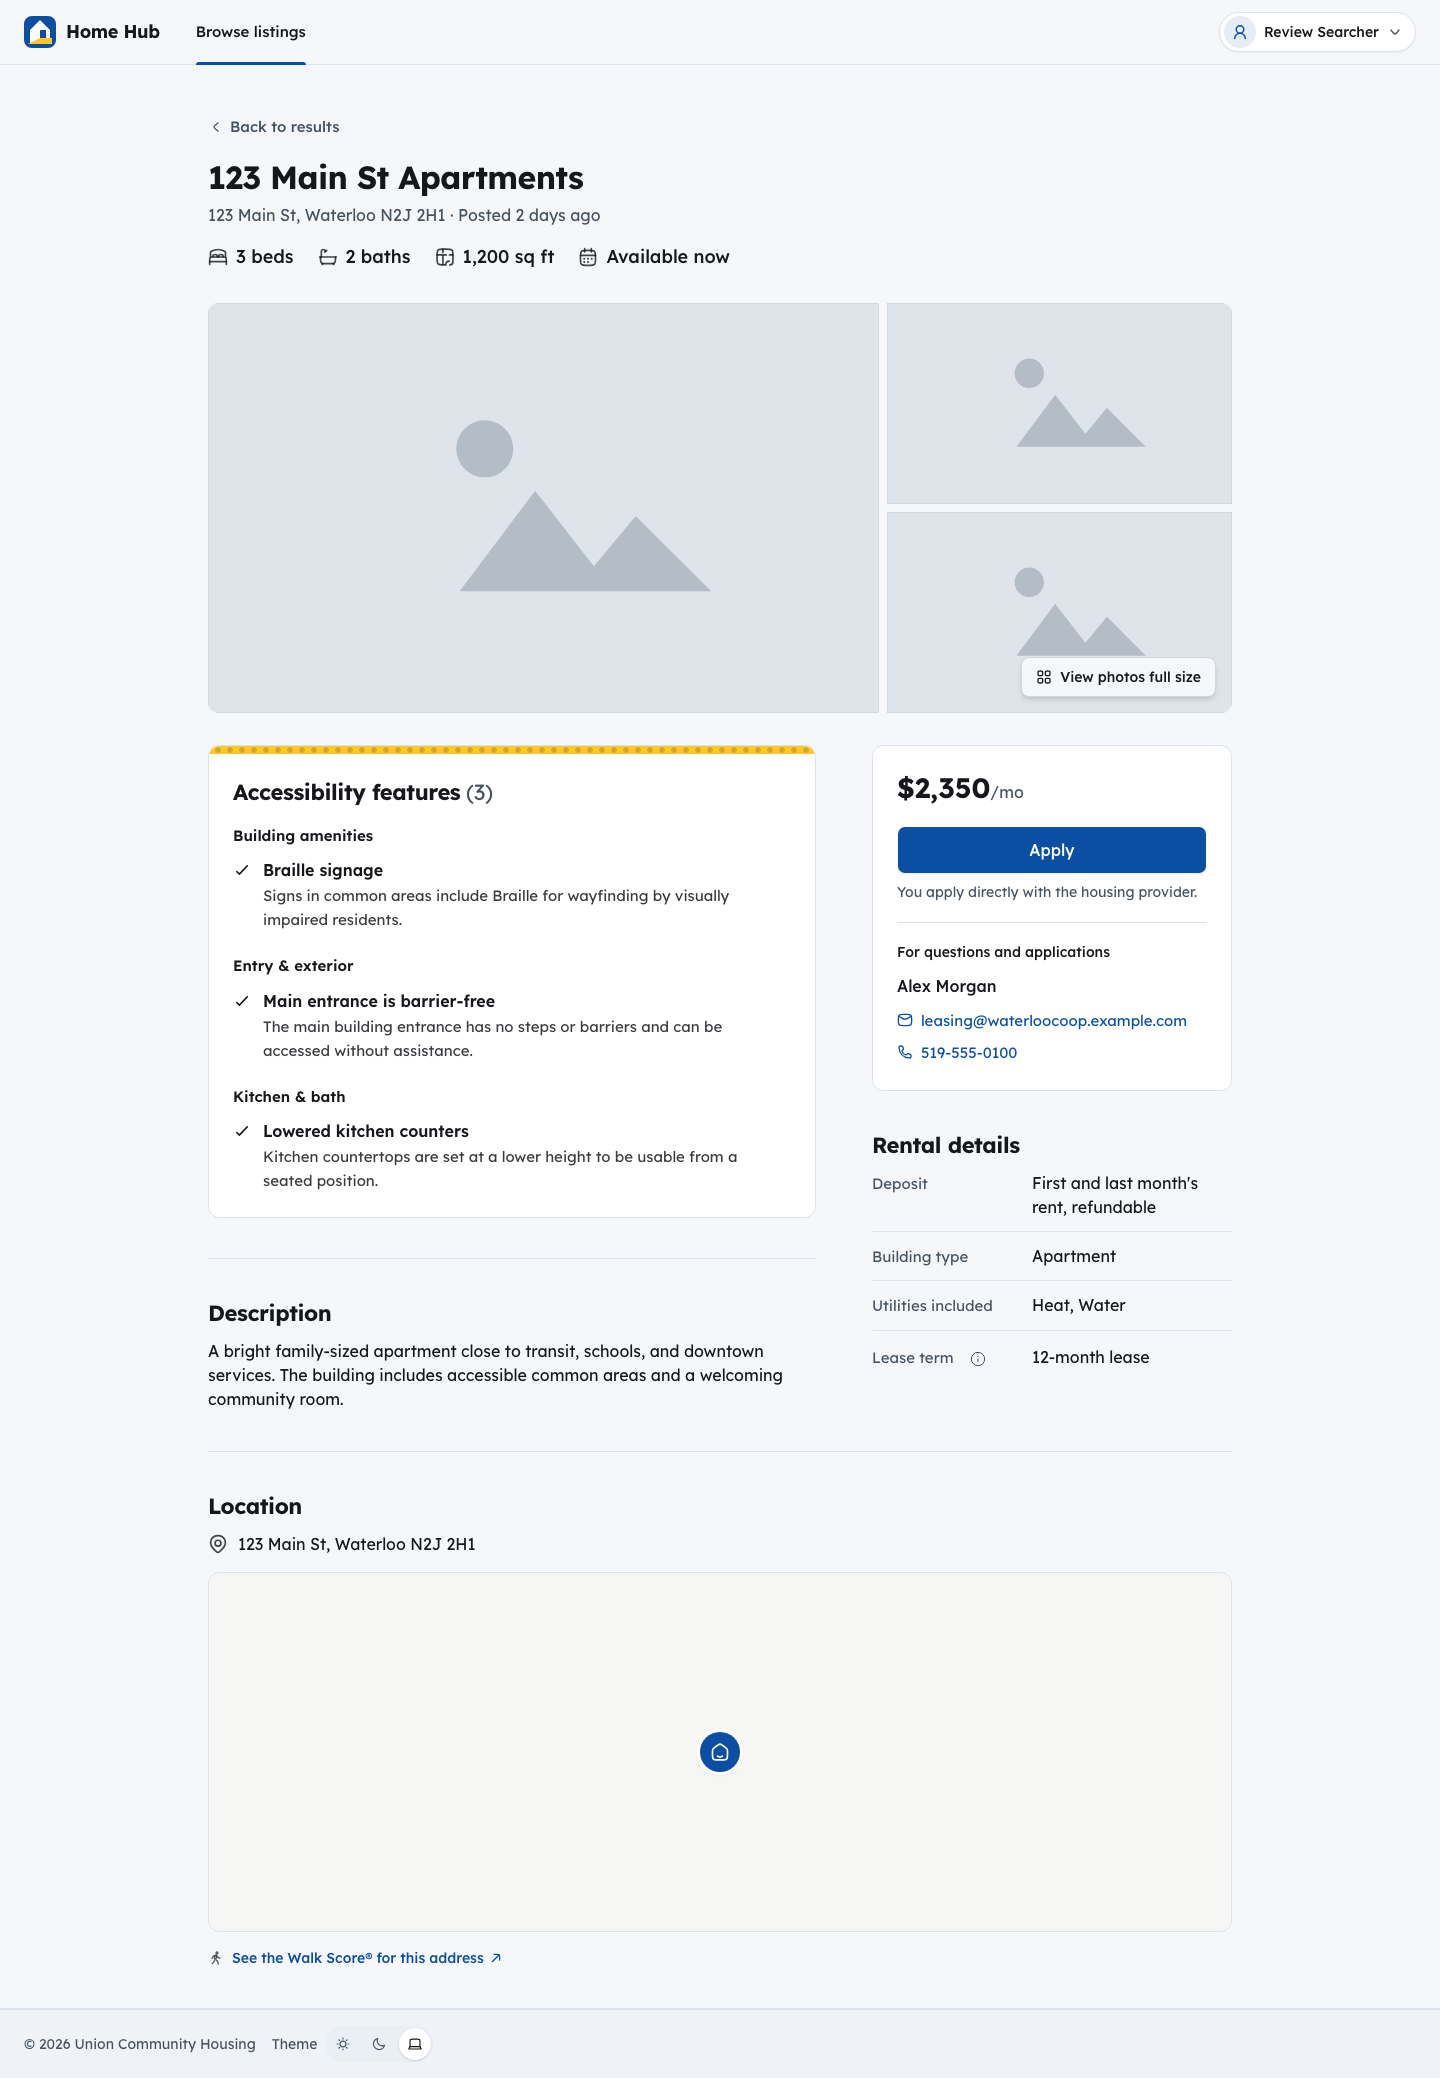 Home Hub
Browse listings
Review Searcher
Back to results
123 Main St Apartments
123 Main St, Waterloo N2J 2H1 · Posted 2 days ago
3 beds
2 baths
1,200 sq ft
Available now
View photos full size
Accessibility features (3)
Building amenities
Braille signage
Signs in common areas include Braille for wayfinding by visually
impaired residents.
Entry & exterior
Main entrance is barrier-free
The main building entrance has no steps or barriers and can be
accessed without assistance.
Kitchen & bath
Lowered kitchen counters
Kitchen countertops are set at a lower height to be usable from a
seated position.
$2,350/mo
Apply
You apply directly with the housing provider.
For questions and applications
Alex Morgan
leasing@waterloocoop.example.com
519-555-0100
Rental details
Deposit
First and last month's
rent, refundable
Building type
Apartment
Utilities included
Heat, Water
Lease term
12-month lease
Description
A bright family-sized apartment close to transit, schools, and downtown
services. The building includes accessible common areas and a welcoming
community room.
Location
123 Main St, Waterloo N2J 2H1
See the Walk Score® for this address
© 2026 Union Community Housing
Theme